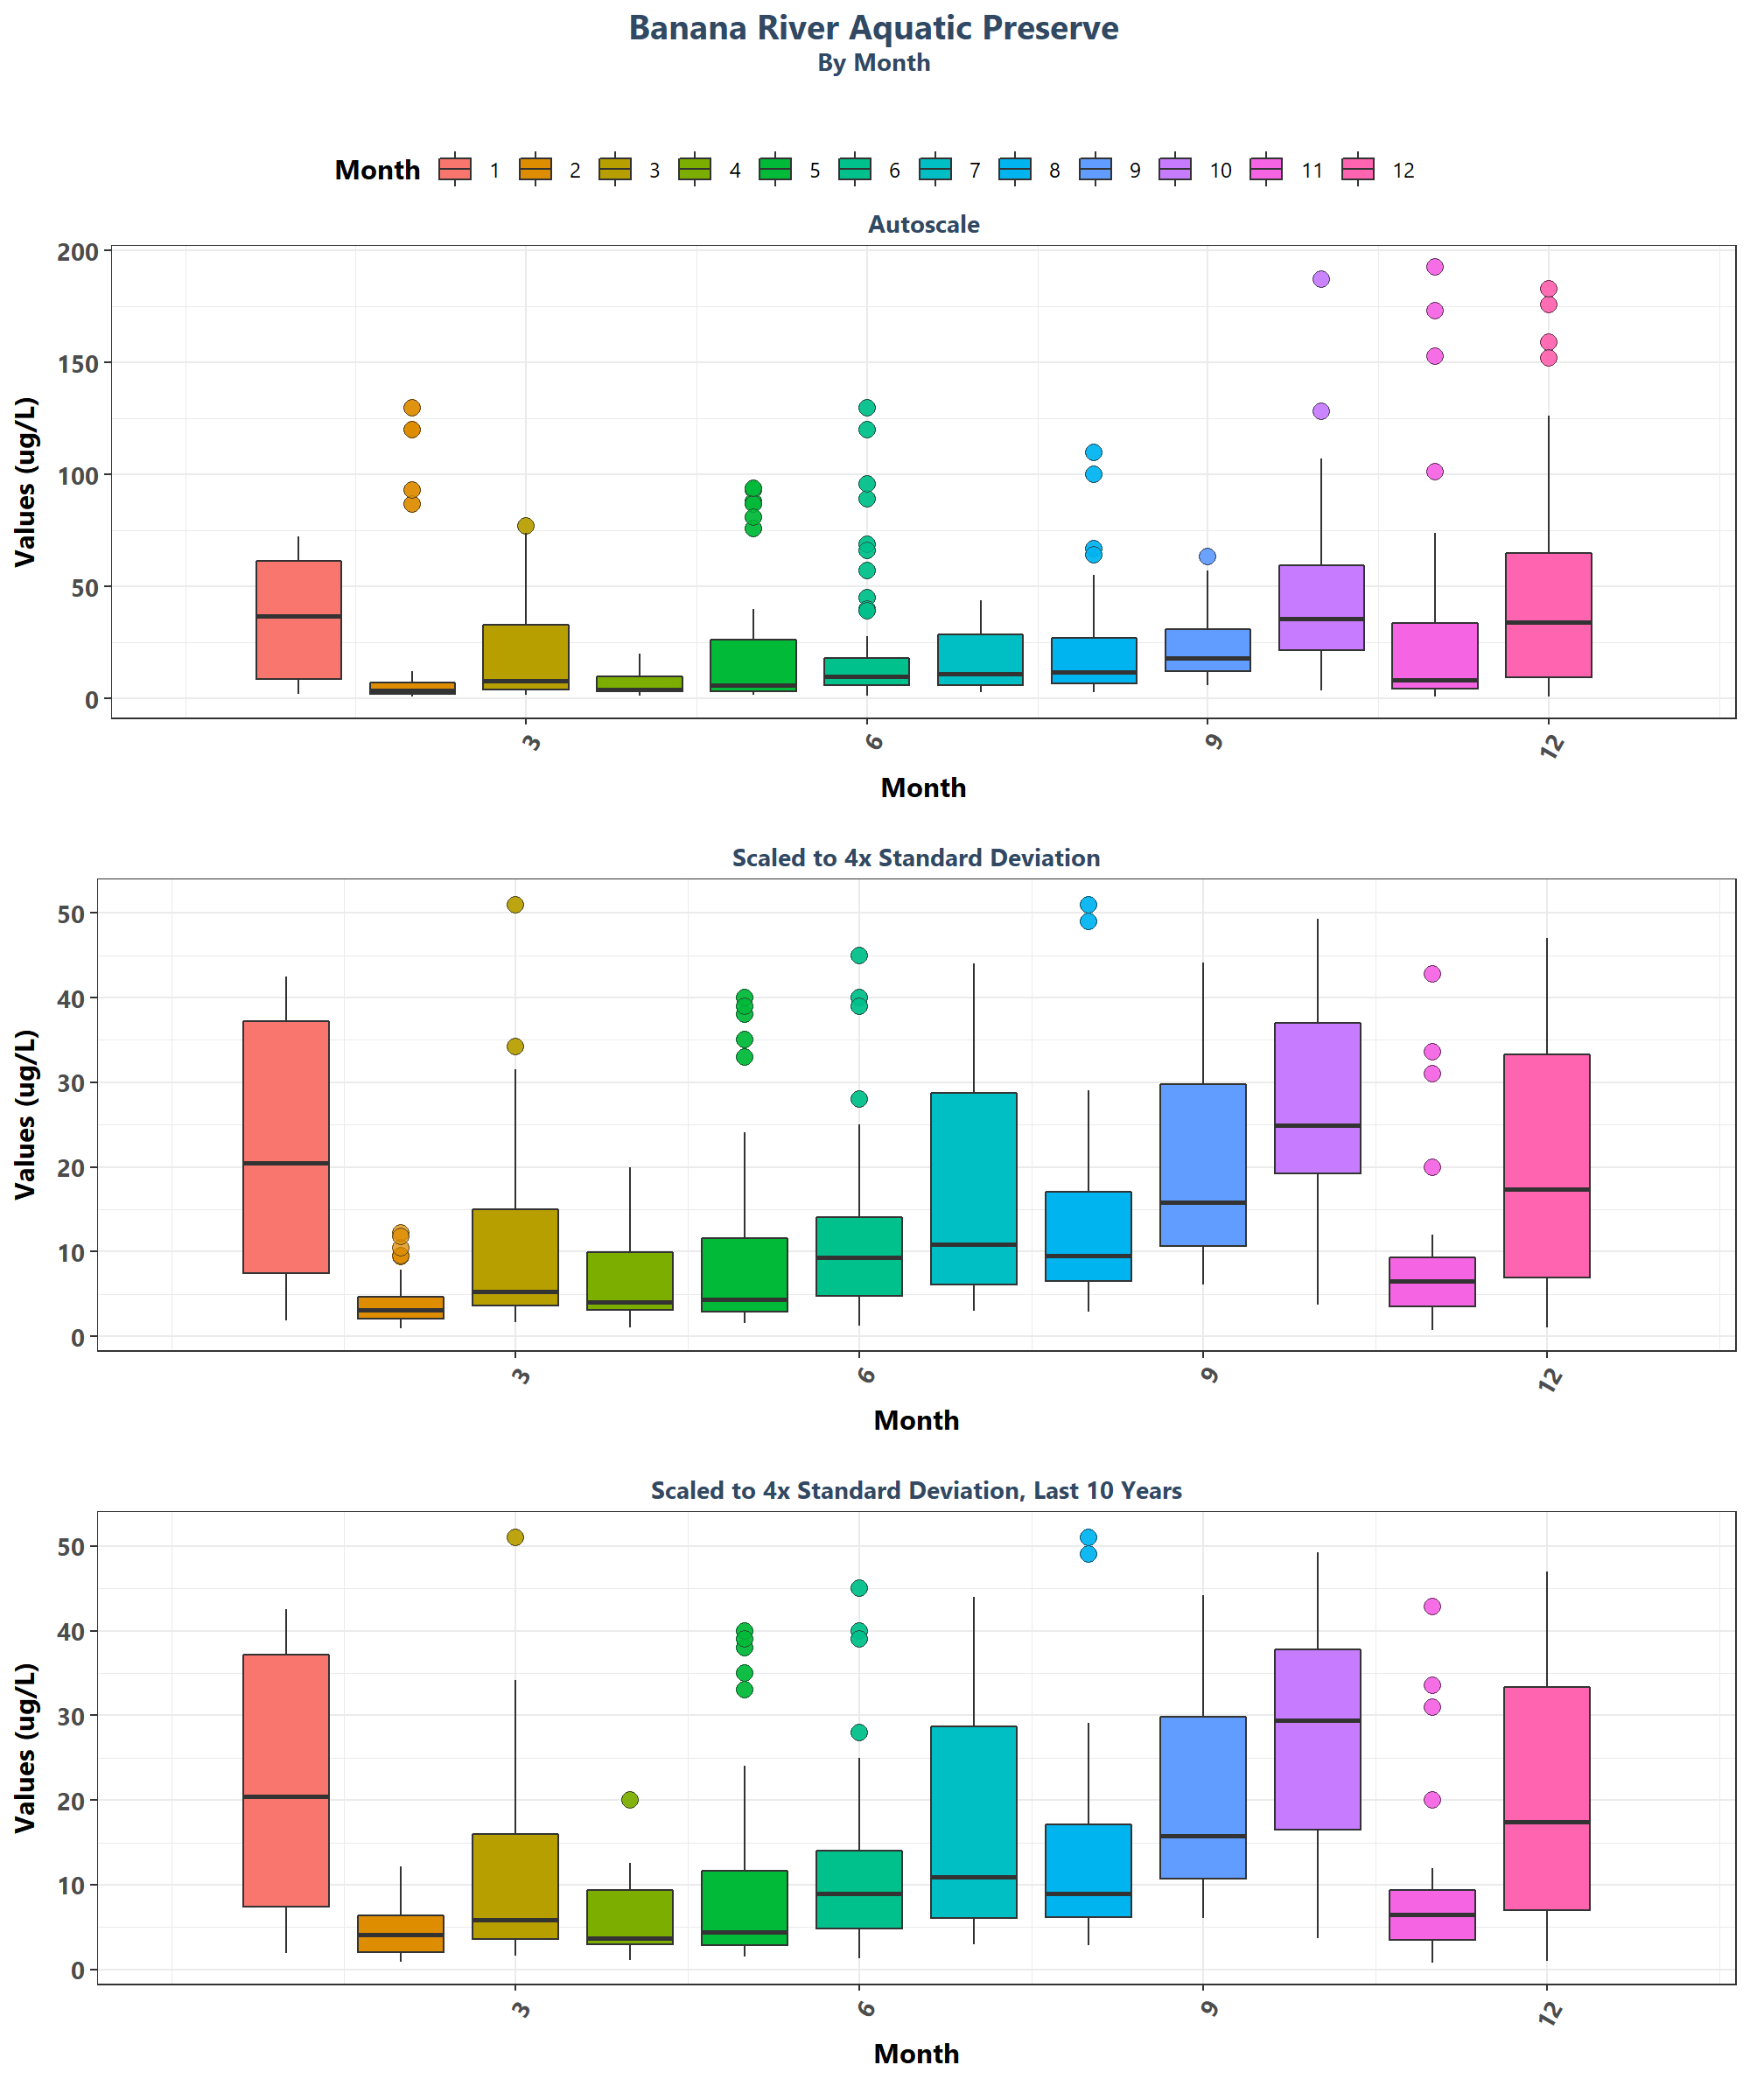 Banana River Aquatic Preserve
By Month
Month 1 2 3 4 5 6 7 8 9 10 11 12
Autoscale
200
150
100
50
0
Values (ug/L)
3 6 9 12
Month
Scaled to 4x Standard Deviation
50
40
30
20
10
0
Values (ug/L)
3 6 9 12
Month
Scaled to 4x Standard Deviation, Last 10 Years
50
40
30
20
10
0
Values (ug/L)
3 6 9 12
Month